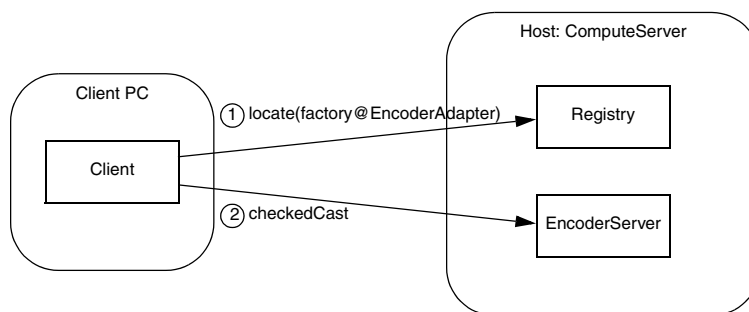 Host: ComputeServer
Client PC
1 locate(factory@EncoderAdapter)
Registry
Client
2 checkedCast
EncoderServer